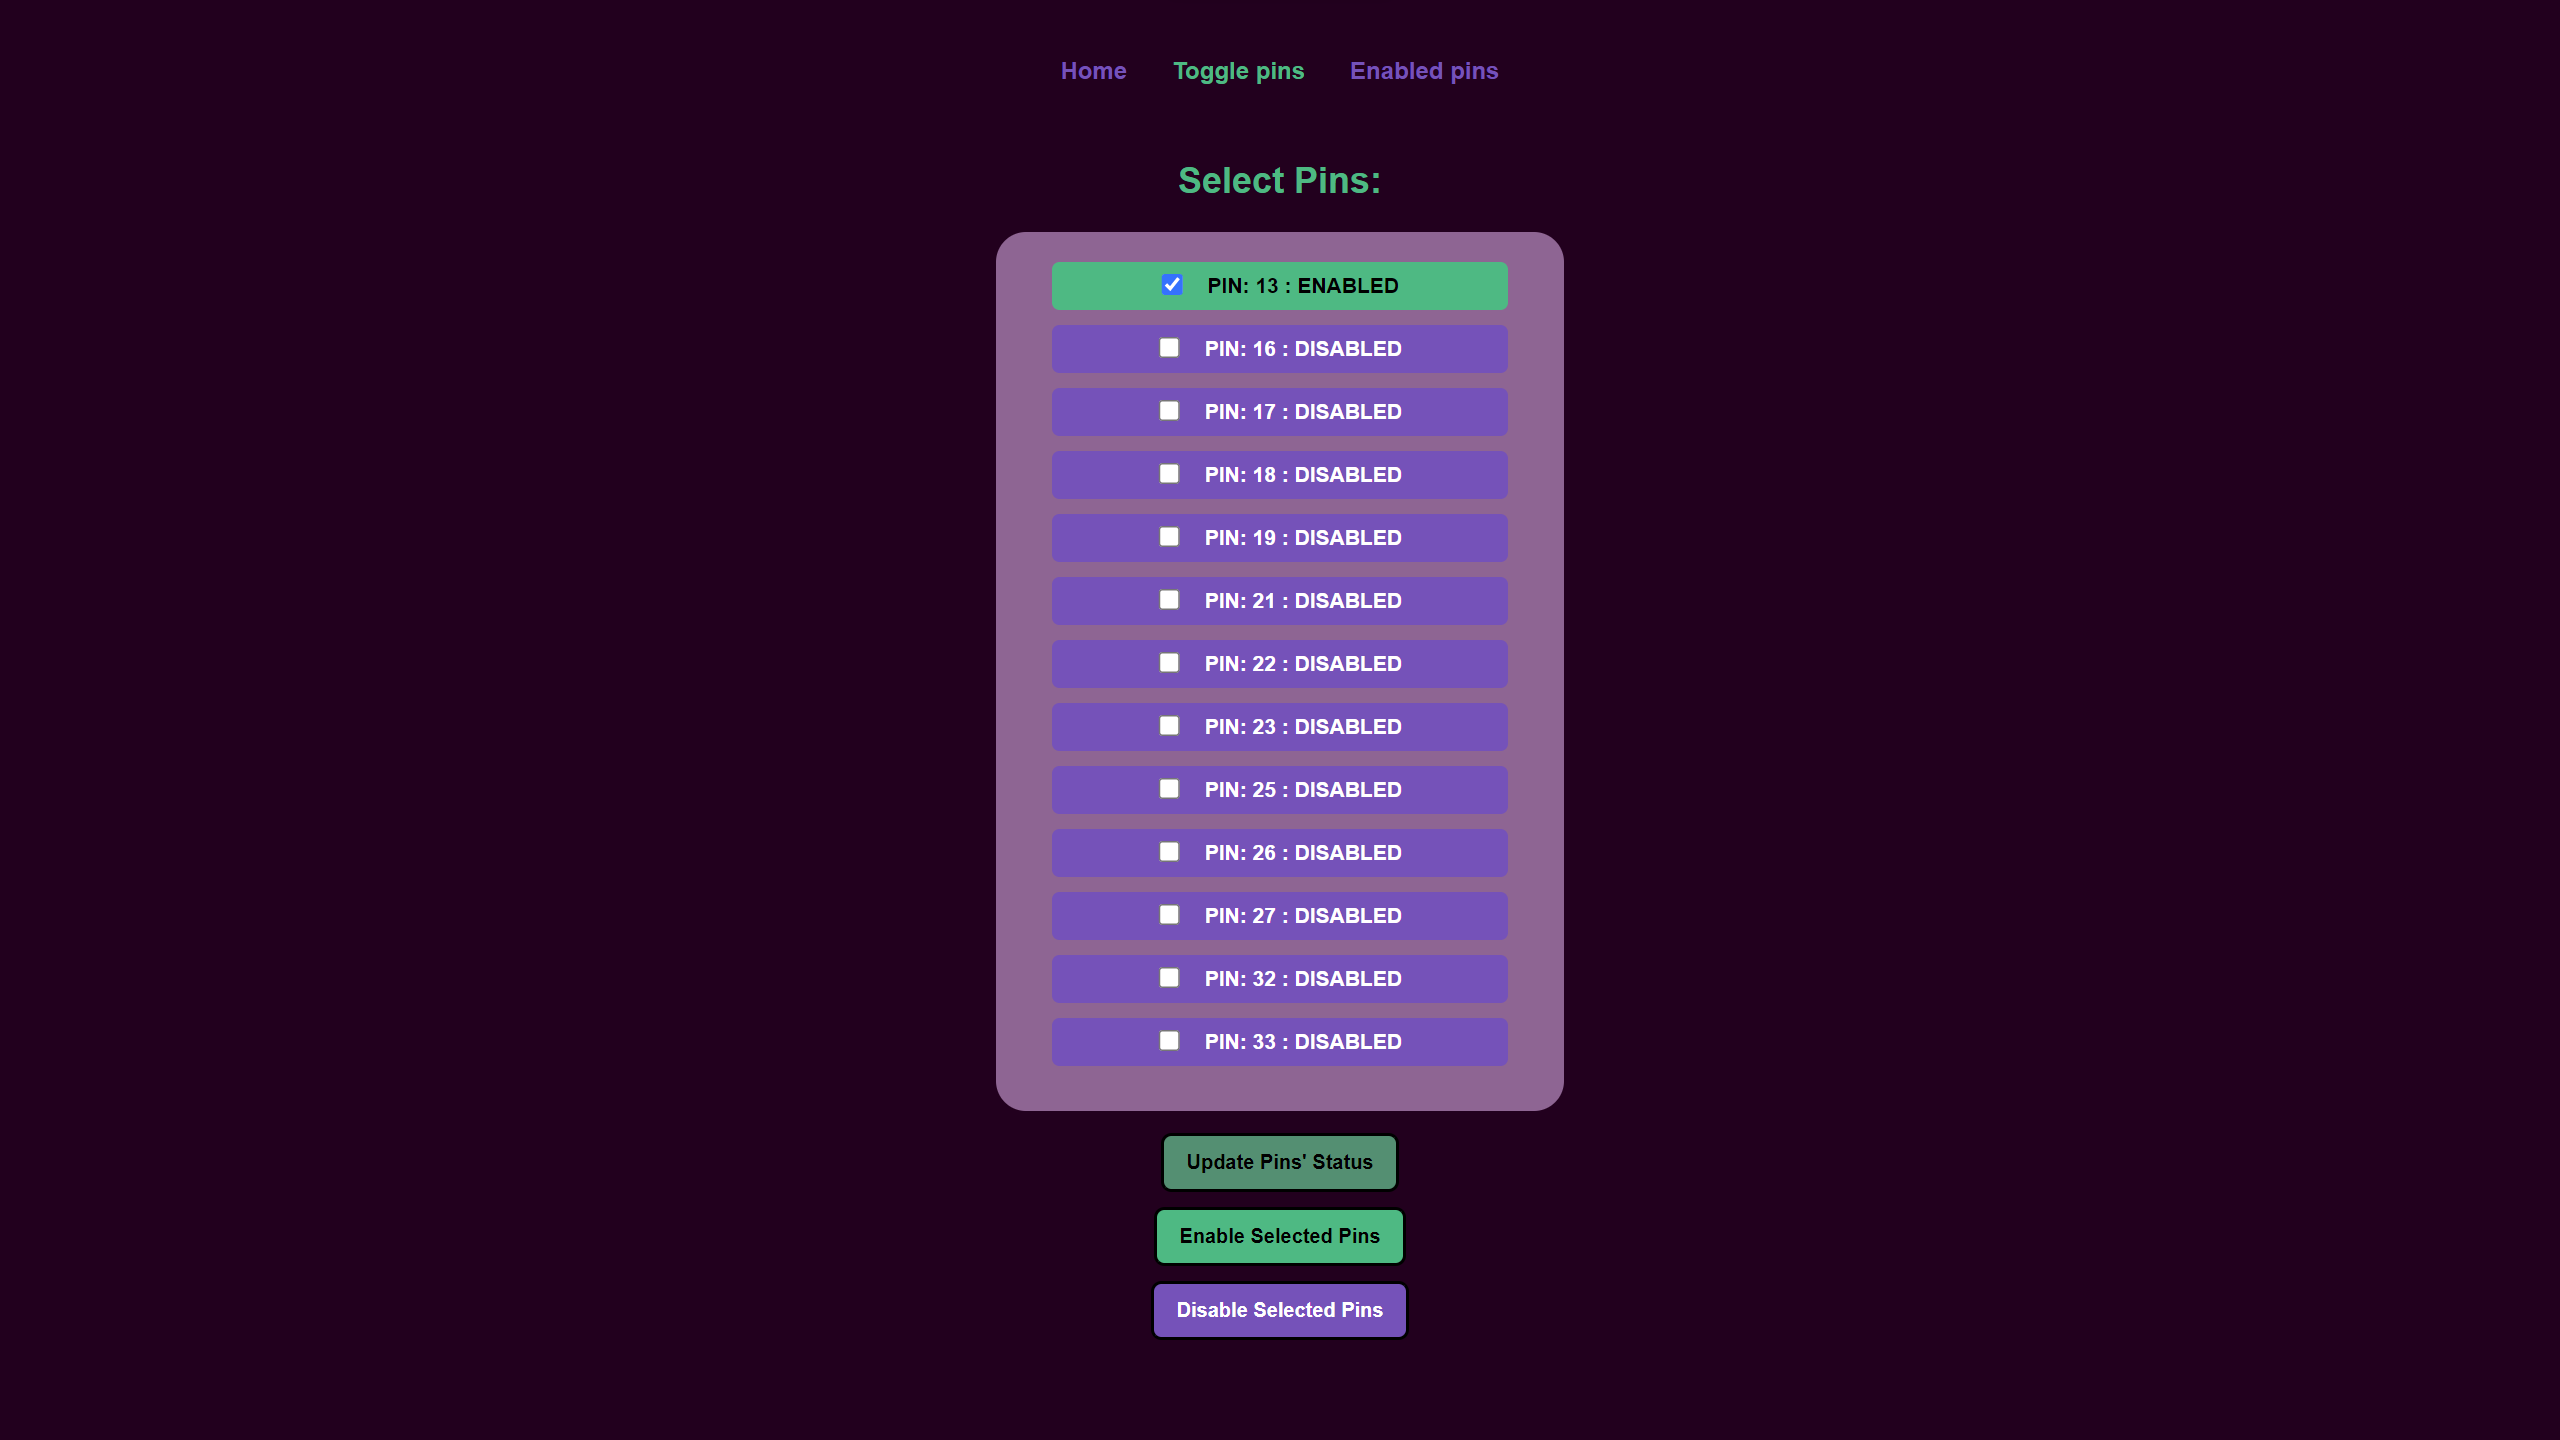 Home Toggle pins Enabled pins
Select Pins:
PIN: 13 : ENABLED
PIN: 16 : DISABLED
PIN: 17 : DISABLED
PIN: 18 : DISABLED
PIN: 19 : DISABLED
PIN: 21 : DISABLED
PIN: 22 : DISABLED
PIN: 23 : DISABLED
PIN: 25 : DISABLED
PIN: 26 : DISABLED
PIN: 27 : DISABLED
PIN: 32 : DISABLED
PIN: 33 : DISABLED
Update Pins' Status
Enable Selected Pins
Disable Selected Pins